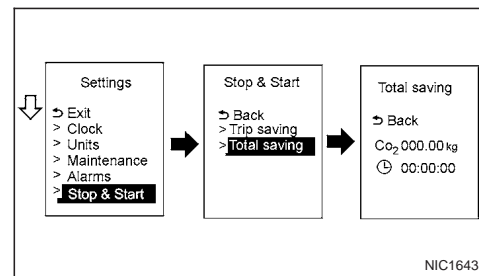 Settings
⮌ Exit
> Clock
> Units
> Maintenance
> Alarms
> Stop & Start
Stop & Start
⮌ Back
> Trip saving
> Total saving
Total saving
⮌ Back
Co₂ 000.00 kg
00:00:00
NIC1643